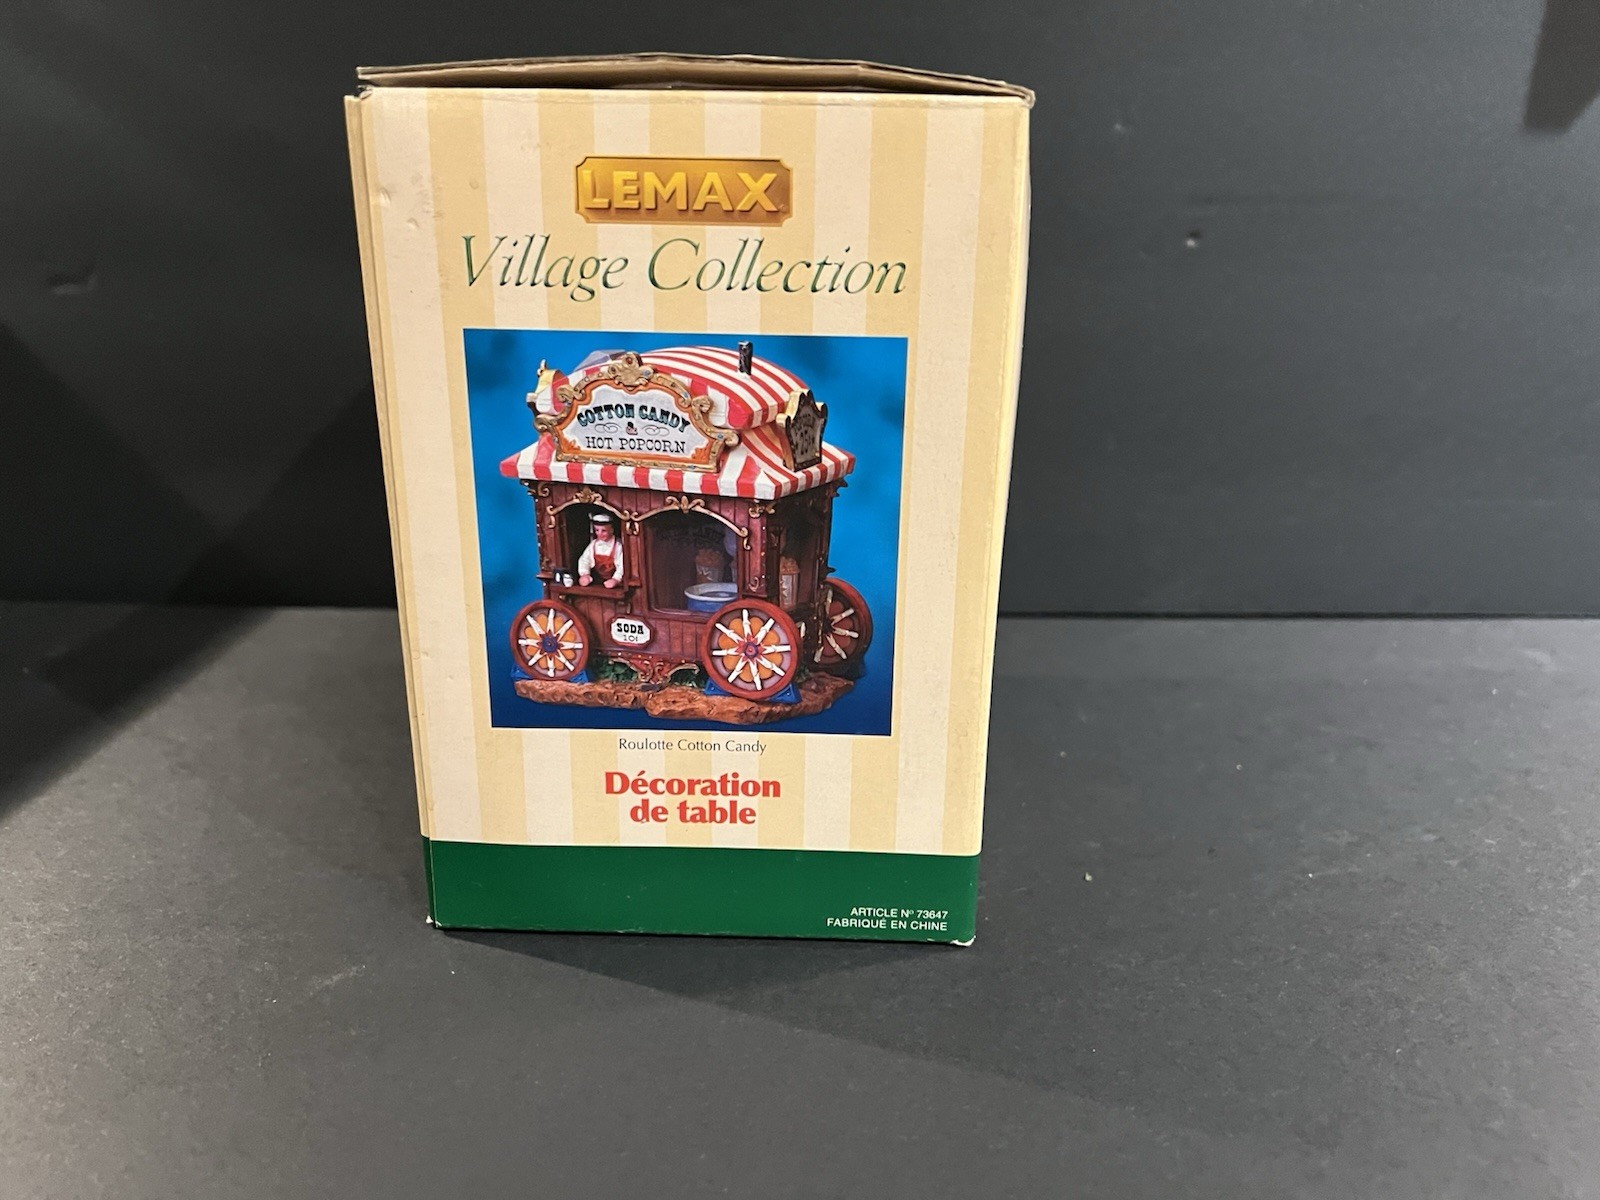 LEMAX
Village Collection
COTTON CANDY
&
HOT POPCORN
SODA
10¢
Roulotte Cotton Candy
Décoration
de table
ARTICLE Nº 73647
FABRIQUÉ EN CHINE